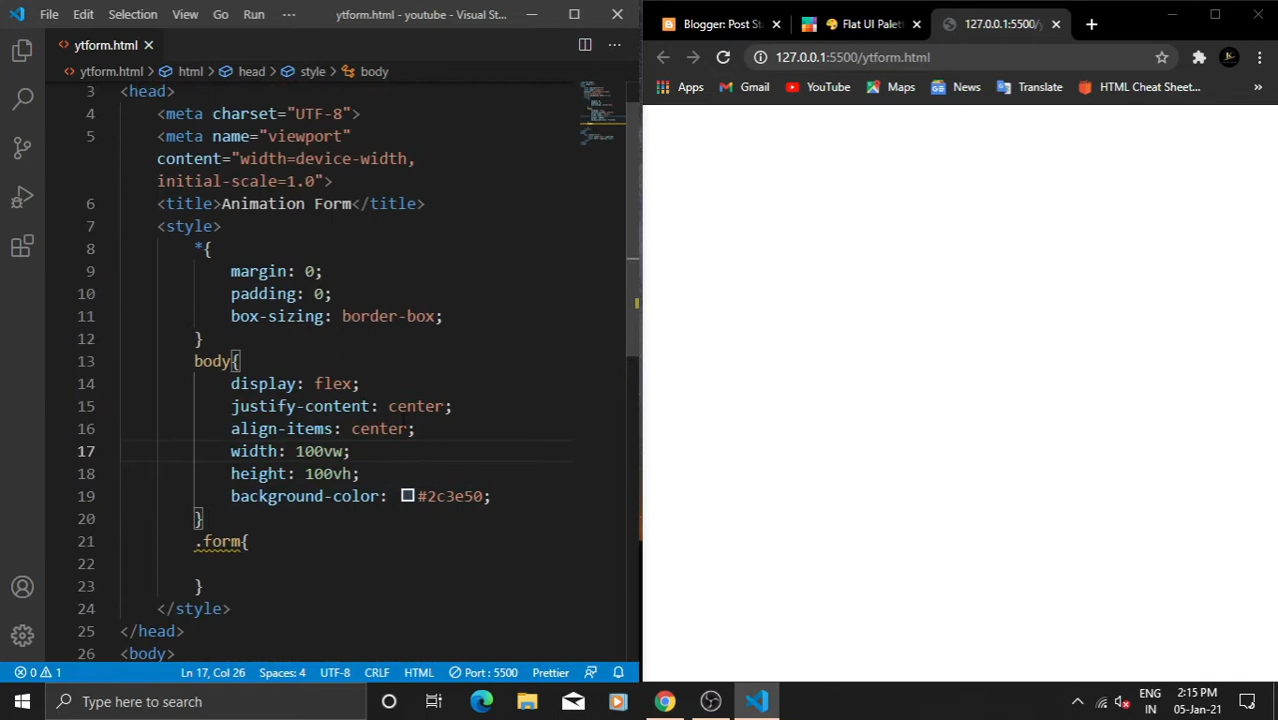 File Edit Selection View Go Run ··· ytform.html - youtube - Visual St...
ytform.html
ytform.html > html > head > style > body
3 <head>
4 <meta charset="UTF-8">
5 <meta name="viewport"
content="width=device-width,
initial-scale=1.0">
6 <title>Animation Form</title>
7 <style>
8 *{
9 margin: 0;
10 padding: 0;
11 box-sizing: border-box;
12 }
13 body{
14 display: flex;
15 justify-content: center;
16 align-items: center;
17 width: 100vw;
18 height: 100vh;
19 background-color: #2c3e50;
20 }
21 .form{
22
23 }
24 </style>
25 </head>
26 <body>
0 1 Ln 17, Col 26 Spaces: 4 UTF-8 CRLF HTML Port : 5500 Prettier
Blogger: Post St Flat UI Palett 127.0.0.1:5500/y
127.0.0.1:5500/ytform.html
Apps Gmail YouTube Maps News Translate HTML Cheat Sheet... »
Type here to search
ENG
IN
2:15 PM
05-Jan-21